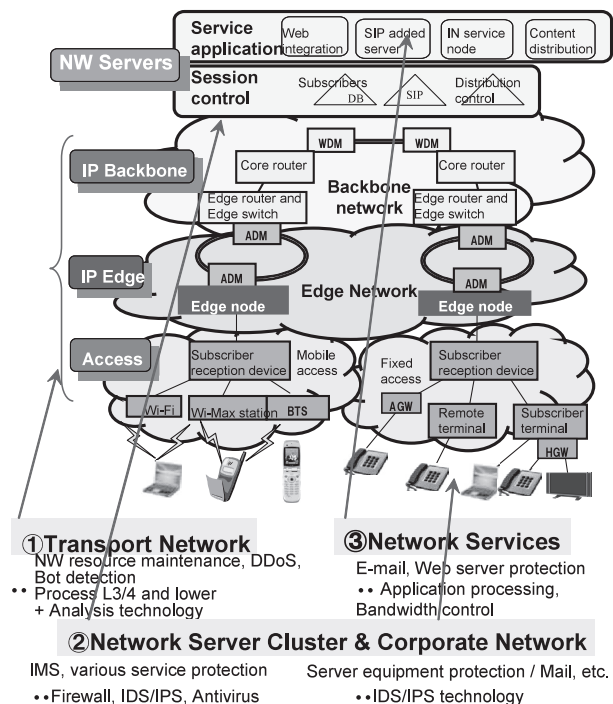 Service application
Web integration
SIP added server
IN service node
Content distribution
NW Servers
Session control
Subscribers DB
SIP
Distribution control
WDM
WDM
IP Backbone
Core router
Core router
Backbone network
Edge router and Edge switch
Edge router and Edge switch
ADM
ADM
IP Edge
ADM
ADM
Edge Network
Edge node
Edge node
Access
Subscriber reception device
Mobile access
Fixed access
Subscriber reception device
Wi-Fi
Wi-Max station
BTS
AGW
Remote terminal
Subscriber terminal
HGW
①Transport Network
NW resource maintenance, DDoS,
Bot detection
•• Process L3/4 and lower
+ Analysis technology
③Network Services
E-mail, Web server protection
•• Application processing,
Bandwidth control
②Network Server Cluster & Corporate Network
IMS, various service protection
••Firewall, IDS/IPS, Antivirus
Server equipment protection / Mail, etc.
••IDS/IPS technology